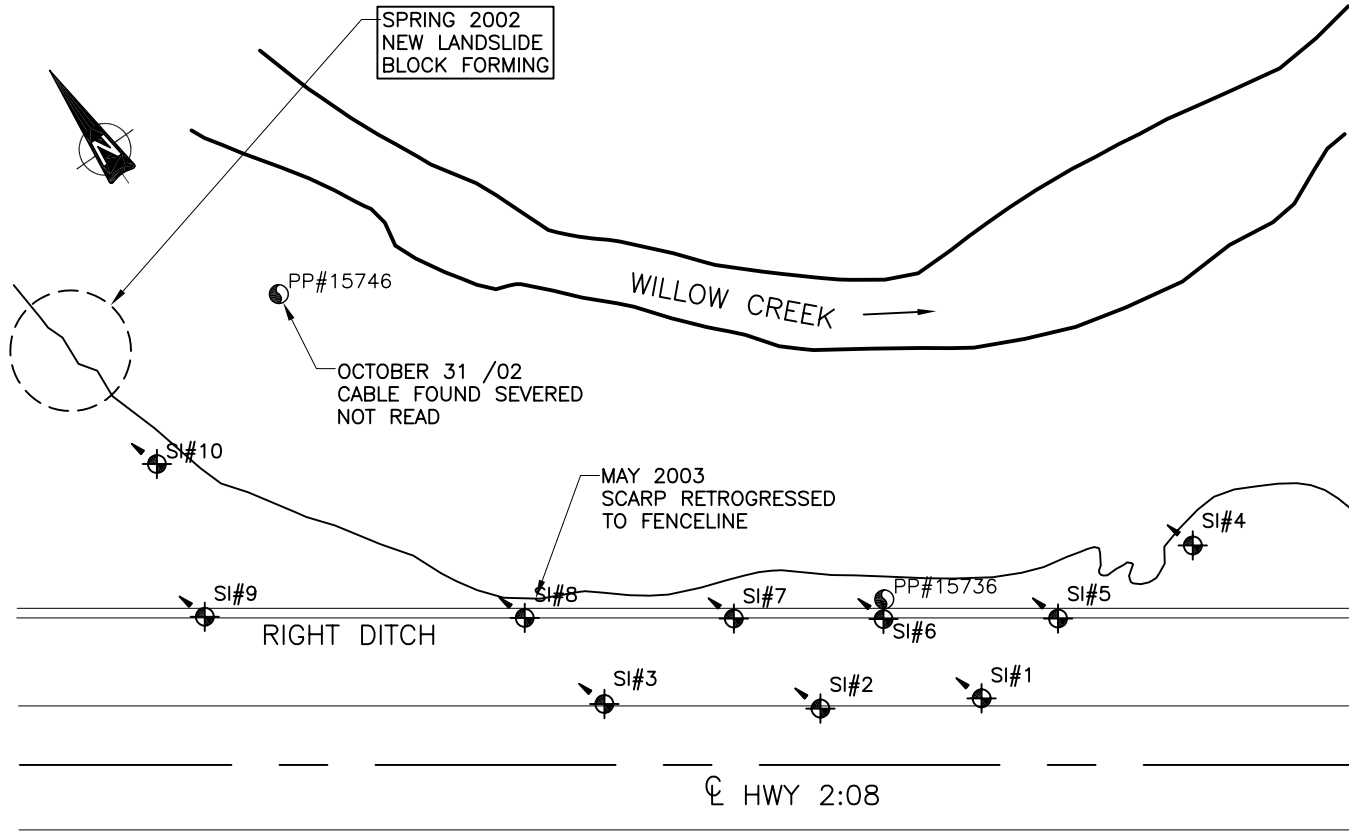 SPRING 2002
NEW LANDSLIDE
BLOCK FORMING
N
PP#15746
WILLOW CREEK
OCTOBER 31 /02
CABLE FOUND SEVERED
NOT READ
SI#10
MAY 2003
SCARP RETROGRESSED
TO FENCELINE
SI#4
SI#9
SI#8
SI#7
PP#15736
SI#6
SI#5
RIGHT DITCH
SI#3
SI#2
SI#1
℄ HWY 2:08